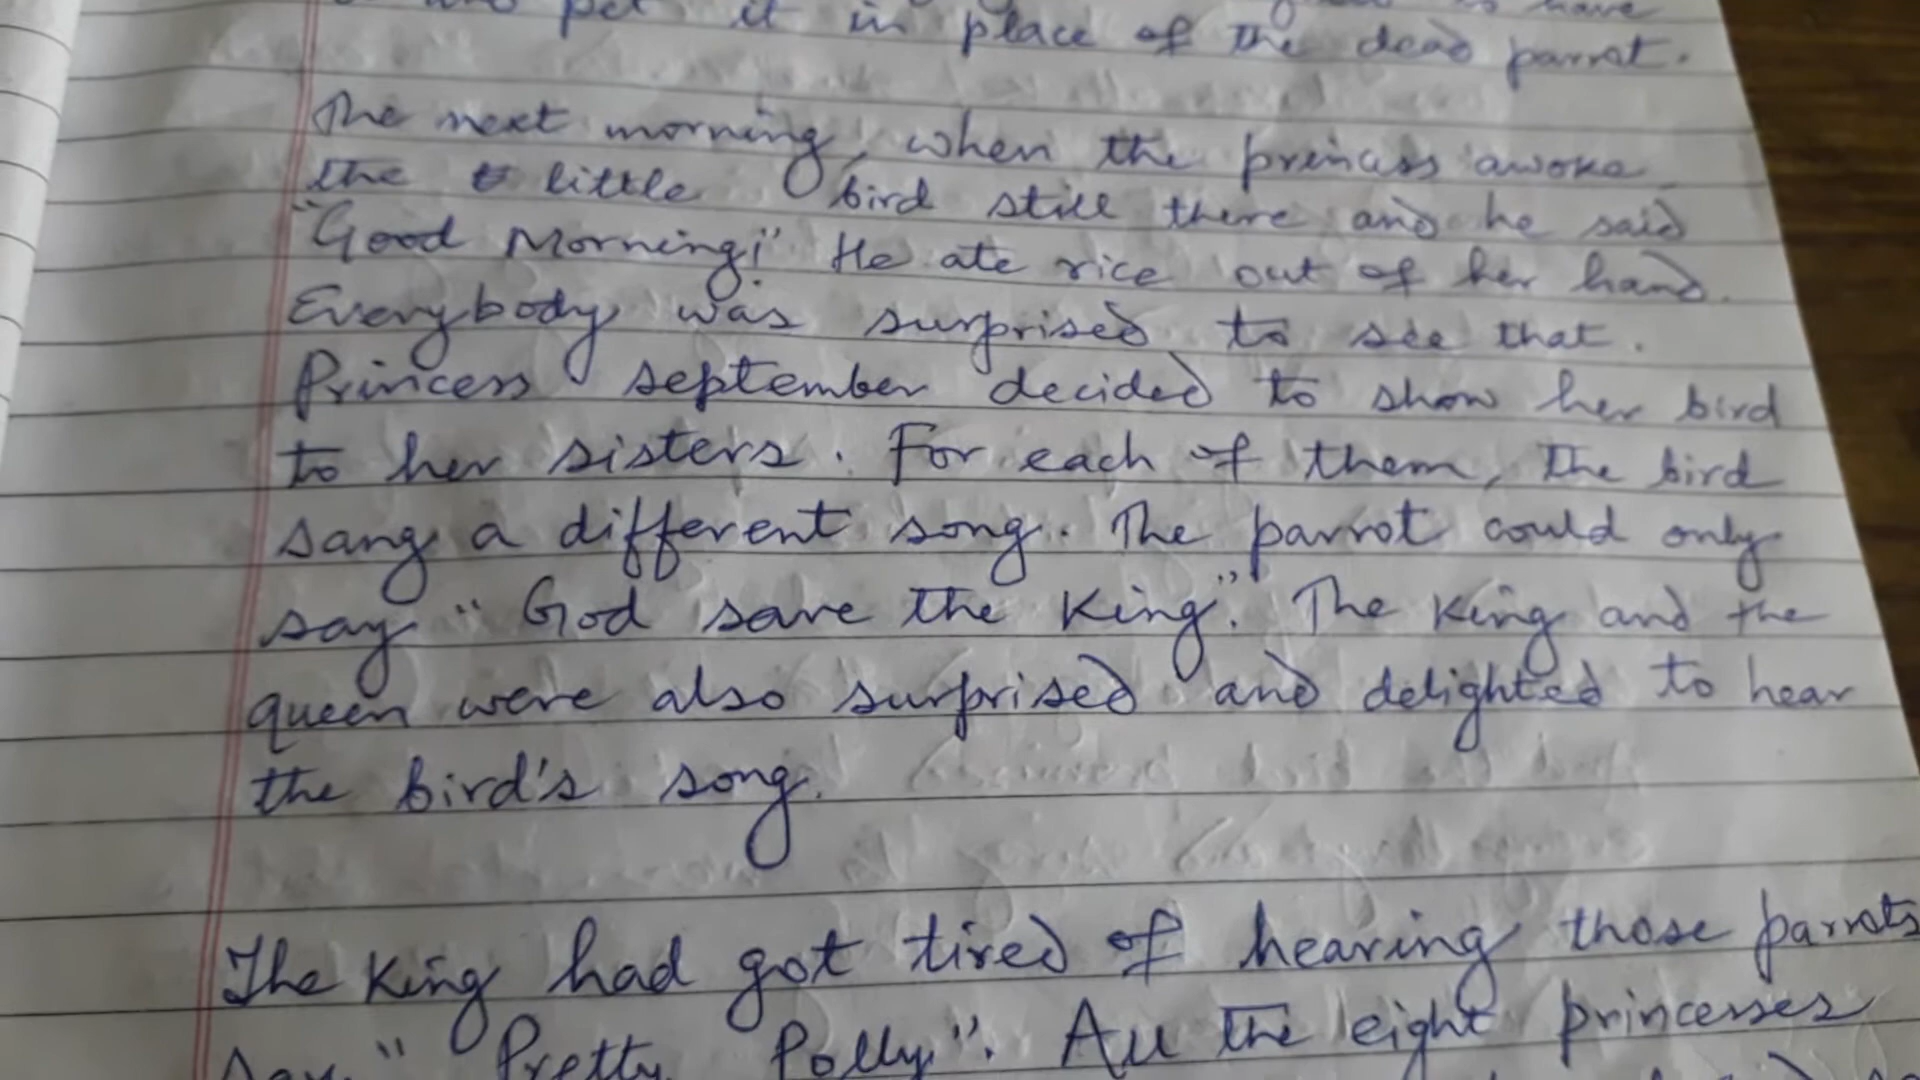 pet it in place of the dead parrot.
The next morning, when the princess awoke
the little bird still there and he said
"Good Morning!" He ate rice out of her hand.
Everybody was surprised to see that.
Princess september decided to show her bird
to her sisters. For each of them, the bird
sang a different song. The parrot could only
say "God save the King". The King and the
queen were also surprised and delighted to hear
the bird's song.
The King had got tired of hearing those parrots
say "Pretty Polly". All the eight princesses